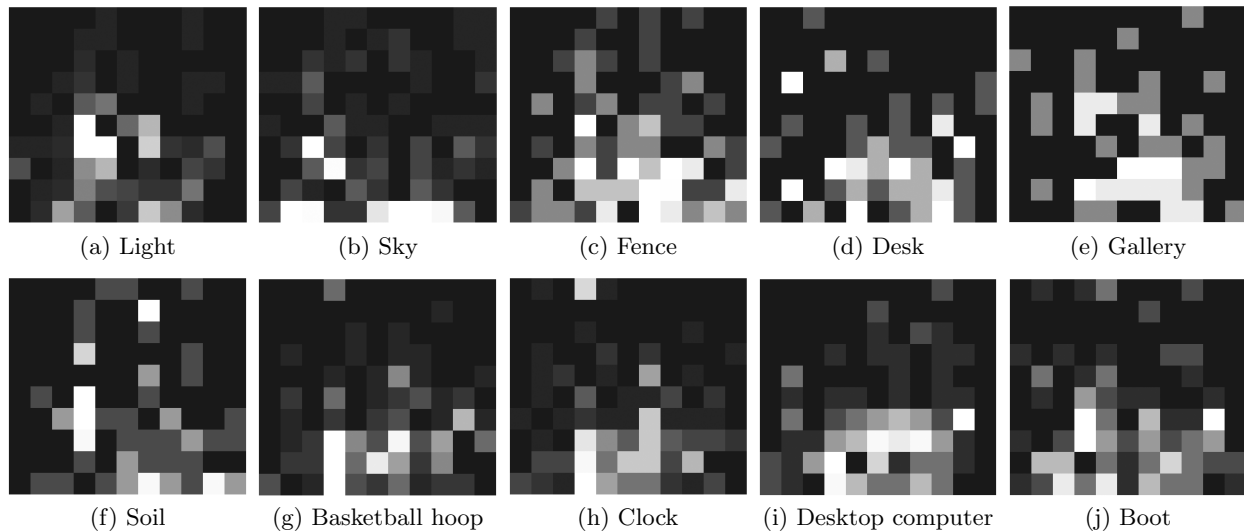 (a) Light (b) Sky (c) Fence (d) Desk (e) Gallery
(f) Soil (g) Basketball hoop (h) Clock (i) Desktop computer (j) Boot